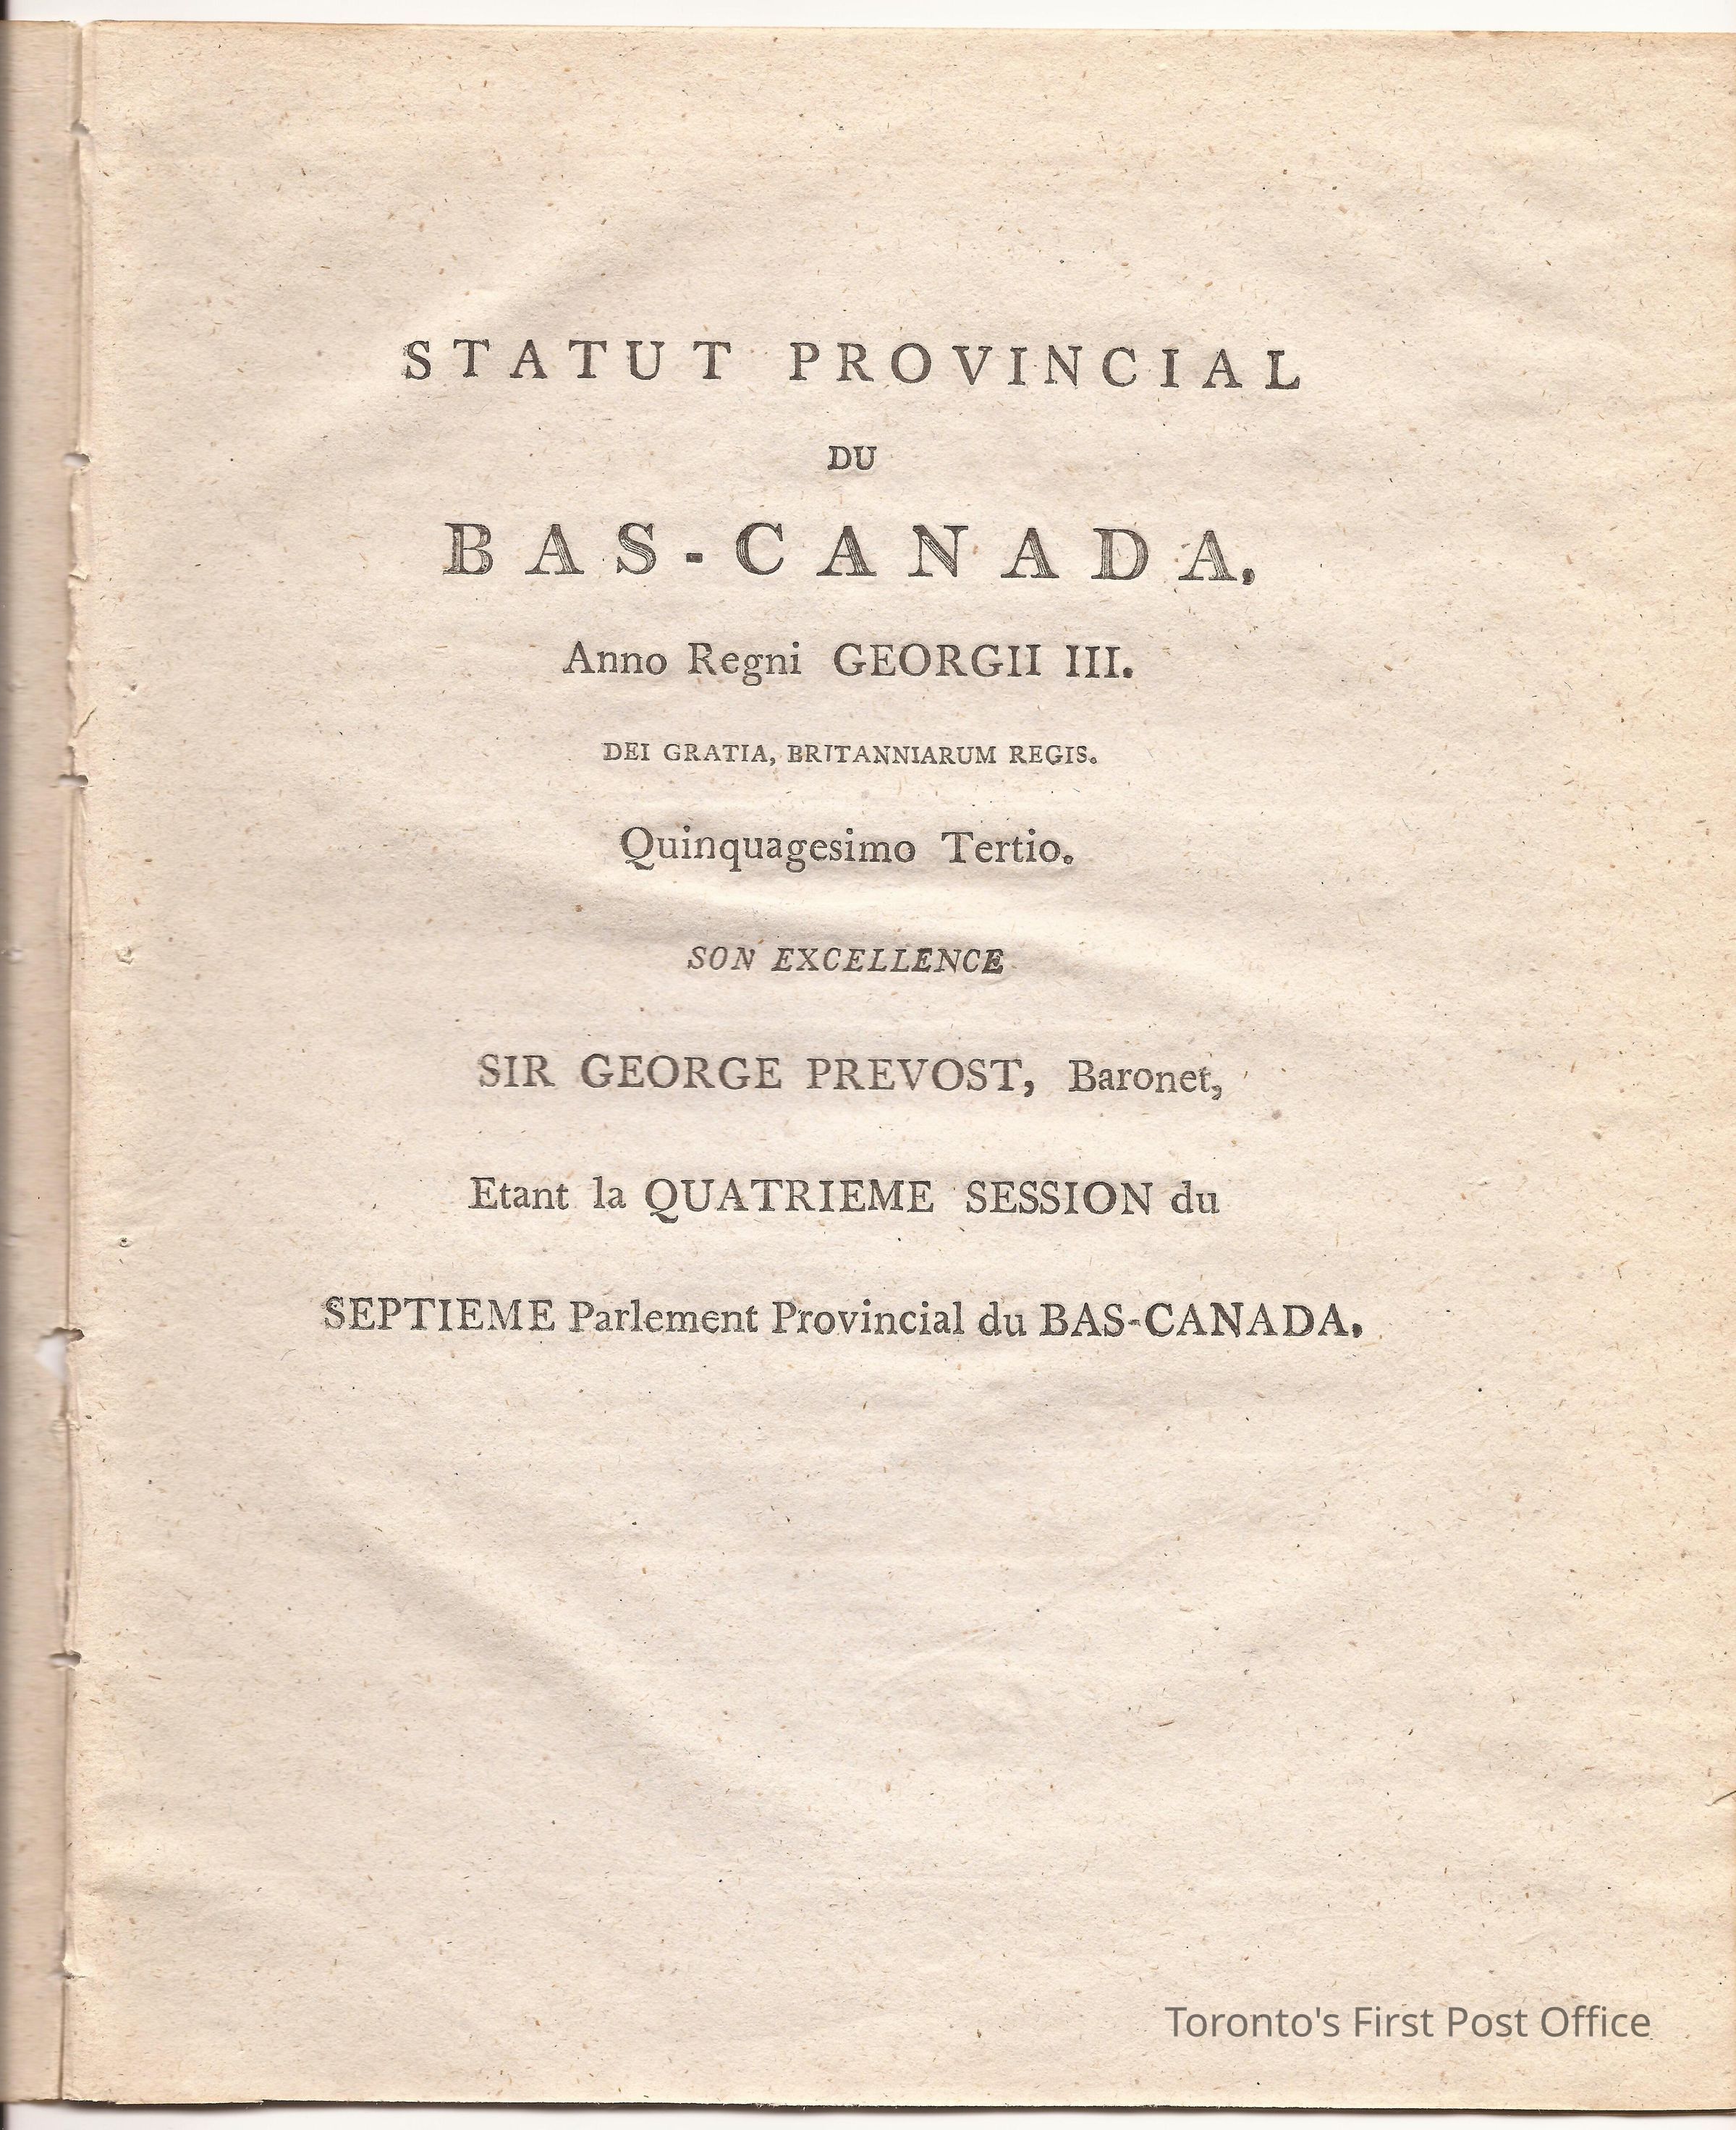 STATUT PROVINCIAL
DU
BAS-CANADA.
Anno Regni GEORGII III.
DEI GRATIA, BRITANNIARUM REGIS.
Quinquagesimo Tertio.
SON EXCELLENCE
SIR GEORGE PREVOST, Baronet,
Etant la QUATRIEME SESSION du
SEPTIEME Parlement Provincial du BAS-CANADA.
Toronto's First Post Office